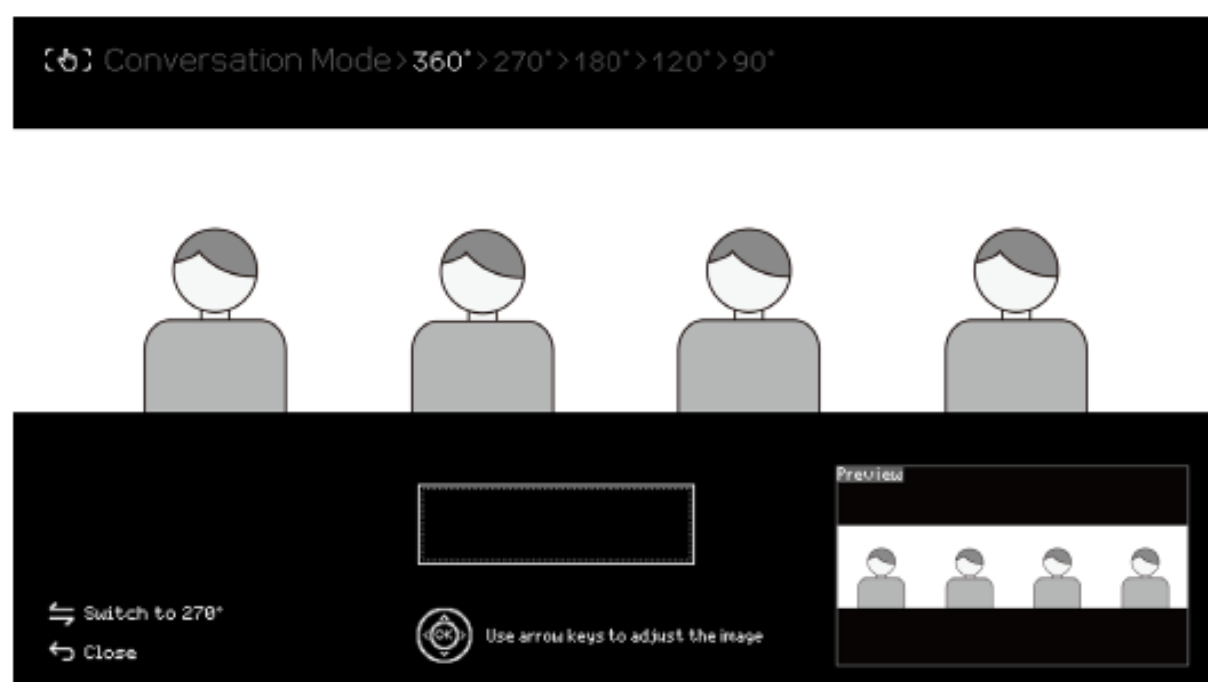 Conversation Mode>360°>270°>180°>120°>90°
Preview
Switch to 270°
OK
Use arrow keys to adjust the image
Close